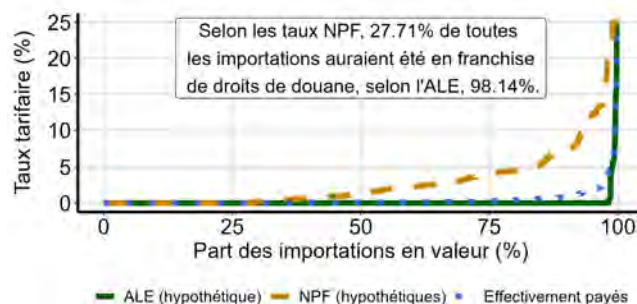 Selon les taux NPF, 27.71% de toutes
les importations auraient été en franchise
de droits de douane, selon l'ALE, 98.14%.
Taux tarifaire (%)
25
20
15
10
5
0
0 25 50 75 100
Part des importations en valeur (%)
ALE (hypothétique) NPF (hypothétiques) Effectivement payés